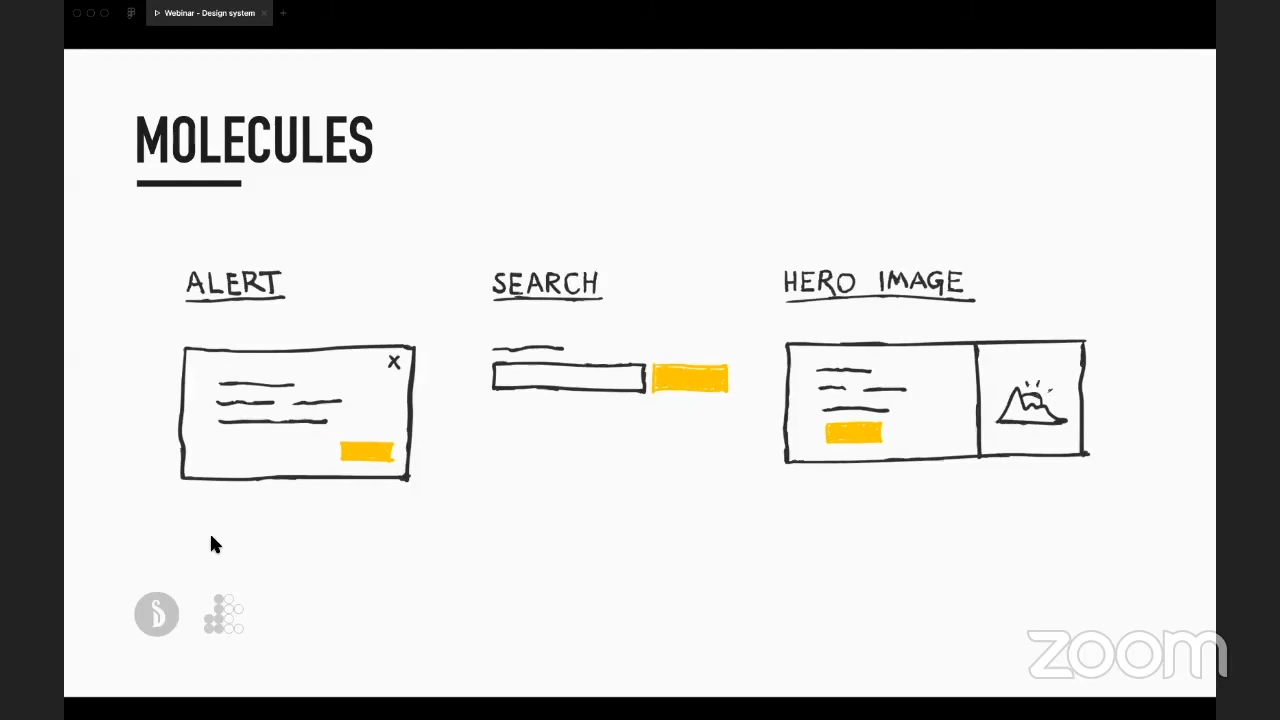 Webinar - Design system
MOLECULES
ALERT
SEARCH
HERO IMAGE
X
zoom